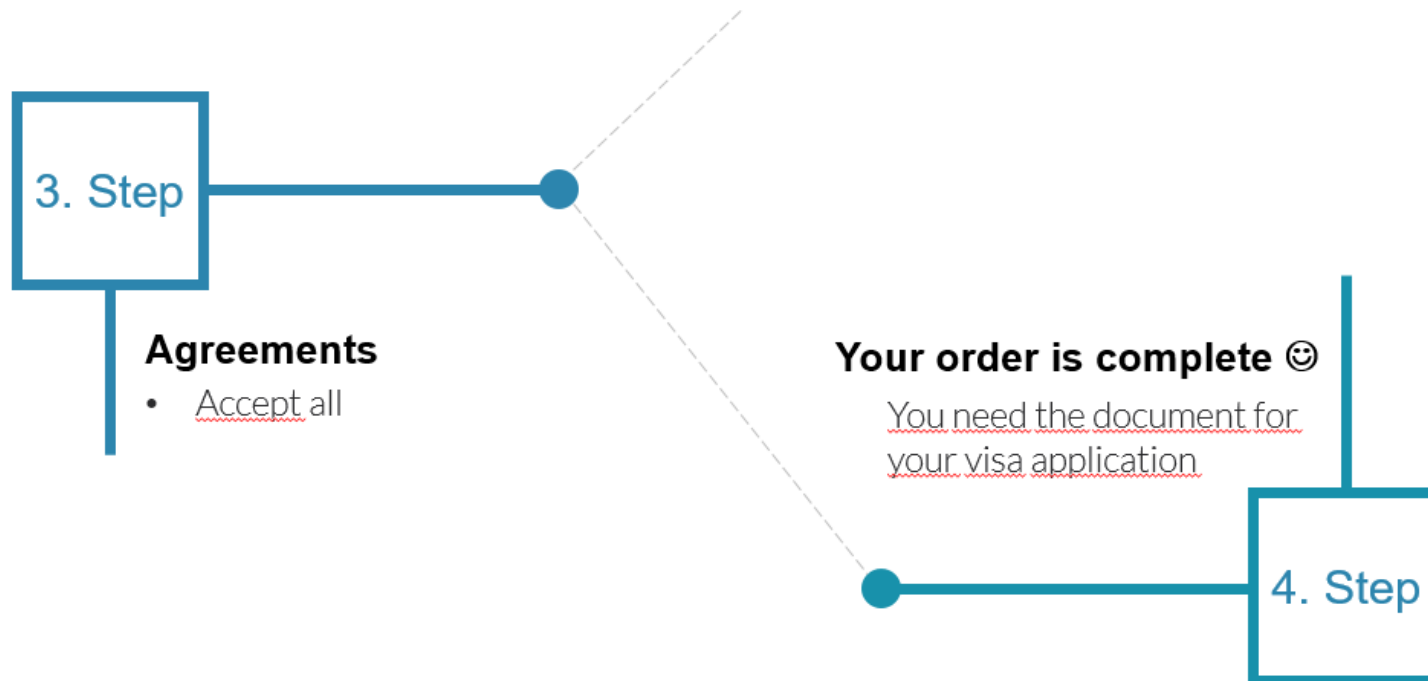 3. Step
Agreements
• Accept all
Your order is complete ☺
You need the document for
your visa application
4. Step